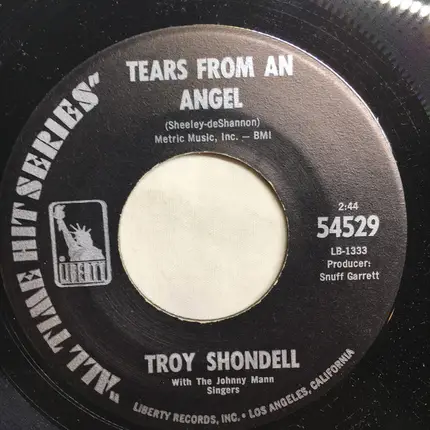 "ALL TIME HIT SERIES"
TEARS FROM AN
ANGEL
(Sheeley-deShannon)
Metric Music, Inc. — BMI
LIBERTY
2:44
54529
LB-1333
Producer:
Snuff Garrett
TROY SHONDELL
With The Johnny Mann
Singers
LIBERTY RECORDS, INC. • LOS ANGELES, CALIFORNIA